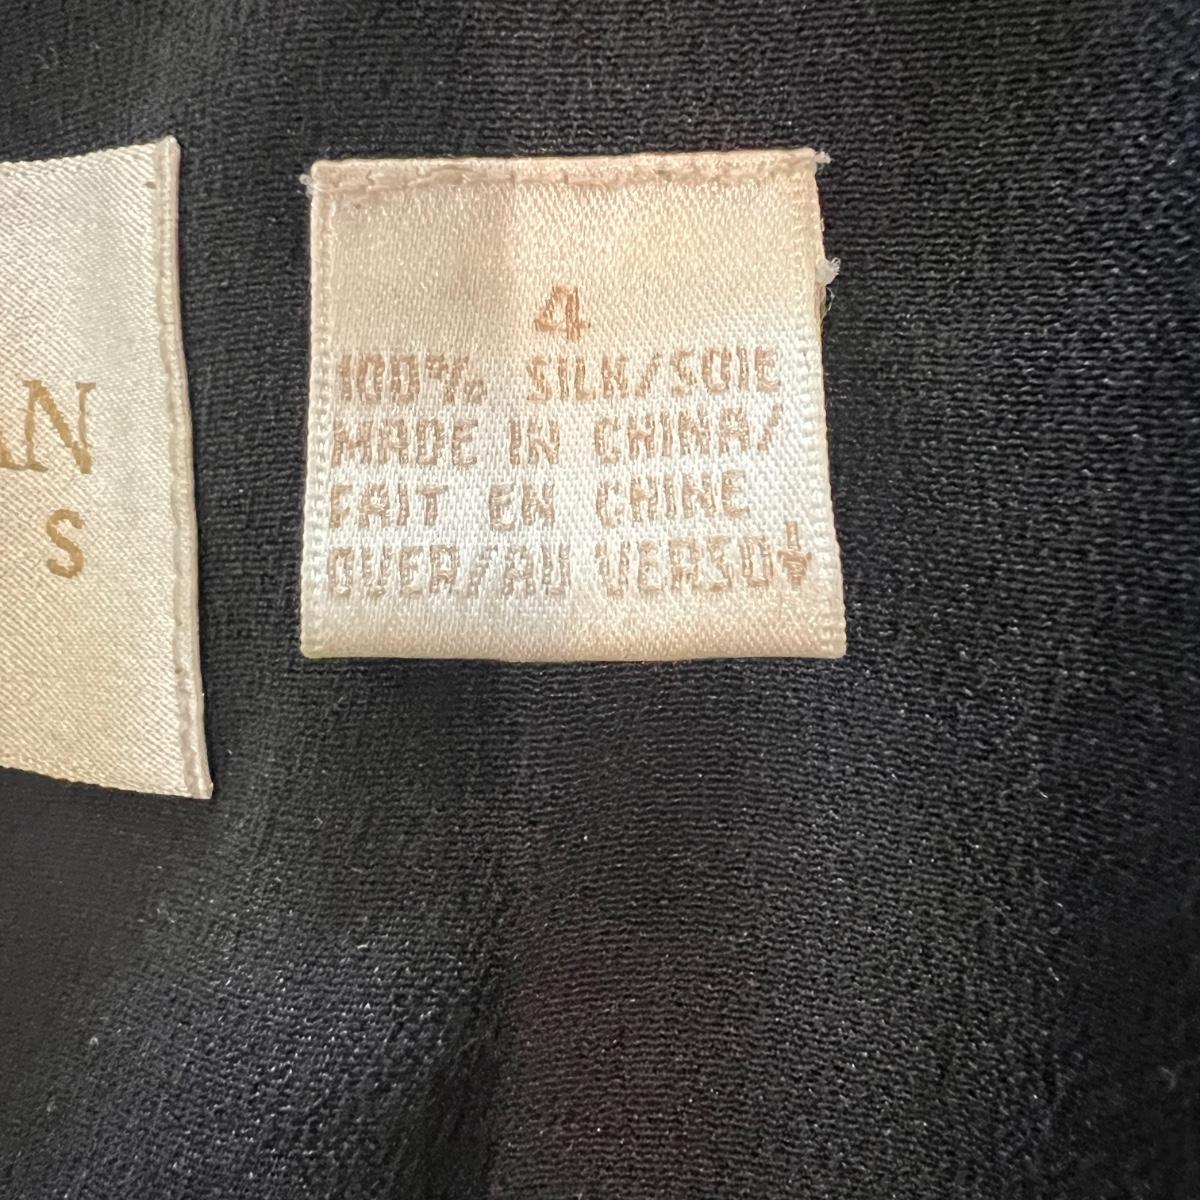 AN
S
4
100% SILK/SOIE
MADE IN CHINA/
FAIT EN CHINE
OVER/AU VERSO